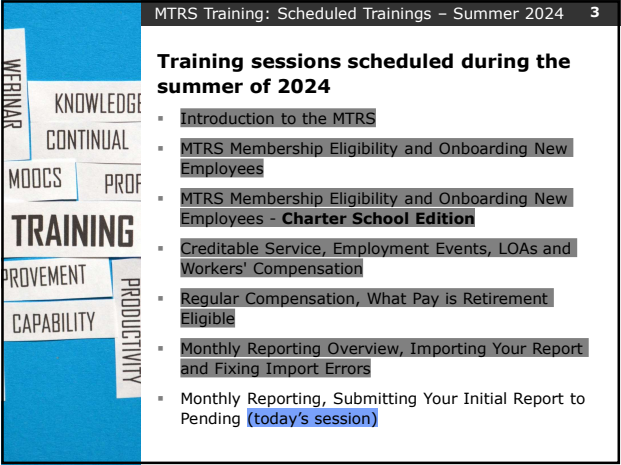 MTRS Training: Scheduled Trainings – Summer 2024 3
WEBINAR
KNOWLEDGE
CONTINUAL
MOOCS
PROF
TRAINING
PROVEMENT
CAPABILITY
PRODUCTIVITY
Training sessions scheduled during the
summer of 2024
▪ Introduction to the MTRS
▪ MTRS Membership Eligibility and Onboarding New
Employees
▪ MTRS Membership Eligibility and Onboarding New
Employees - Charter School Edition
▪ Creditable Service, Employment Events, LOAs and
Workers' Compensation
▪ Regular Compensation, What Pay is Retirement
Eligible
▪ Monthly Reporting Overview, Importing Your Report
and Fixing Import Errors
▪ Monthly Reporting, Submitting Your Initial Report to
Pending (today’s session)